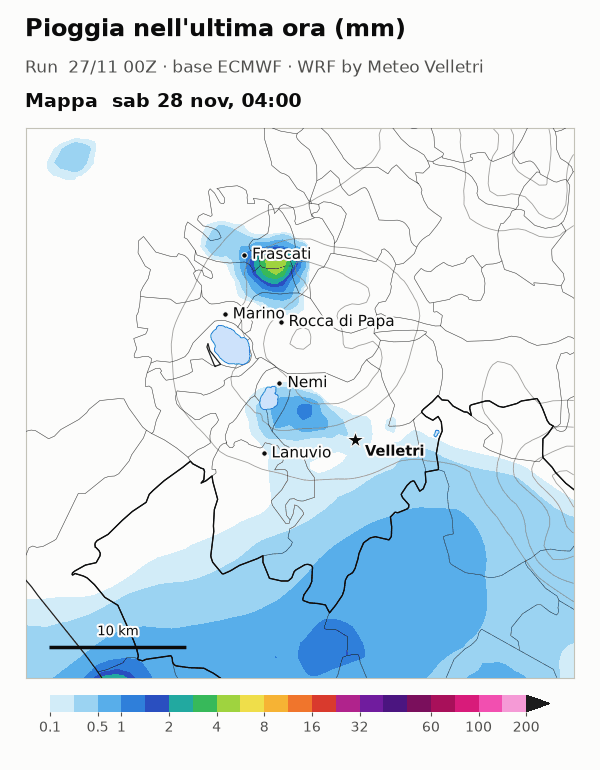 Pioggia nell'ultima ora (mm)
Run  27/11 00Z · base ECMWF · WRF by Meteo Velletri
Mappa  sab 28 nov, 04:00
Frascati
Marino
Rocca di Papa
Nemi
Velletri
Lanuvio
10 km
0.1 0.5 1 2 4 8 16 32 60 100 200